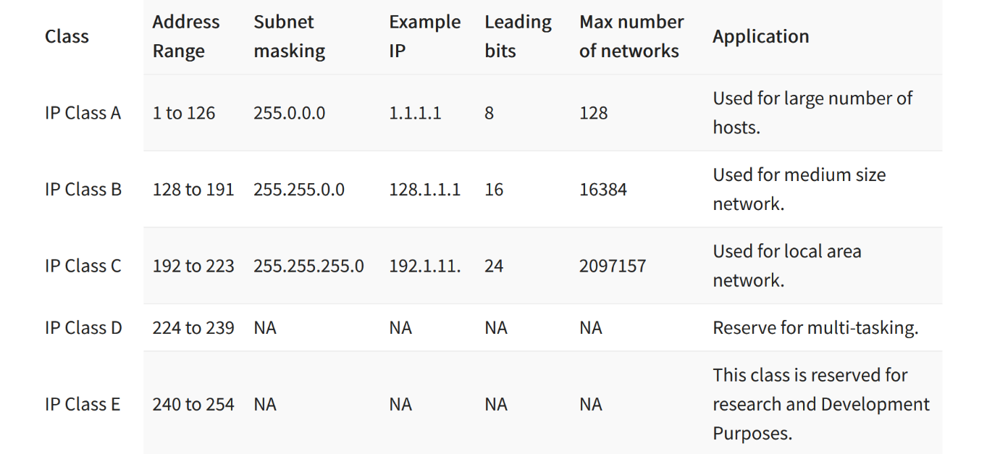 Class
Address
Range
Subnet
masking
Example
IP
Leading
bits
Max number
of networks
Application
IP Class A
1 to 126
255.0.0.0
1.1.1.1
8
128
Used for large number of
hosts.
IP Class B
128 to 191
255.255.0.0
128.1.1.1
16
16384
Used for medium size
network.
IP Class C
192 to 223
255.255.255.0
192.1.11.
24
2097157
Used for local area
network.
IP Class D
224 to 239
NA
NA
NA
NA
Reserve for multi-tasking.
IP Class E
240 to 254
NA
NA
NA
NA
This class is reserved for
research and Development
Purposes.